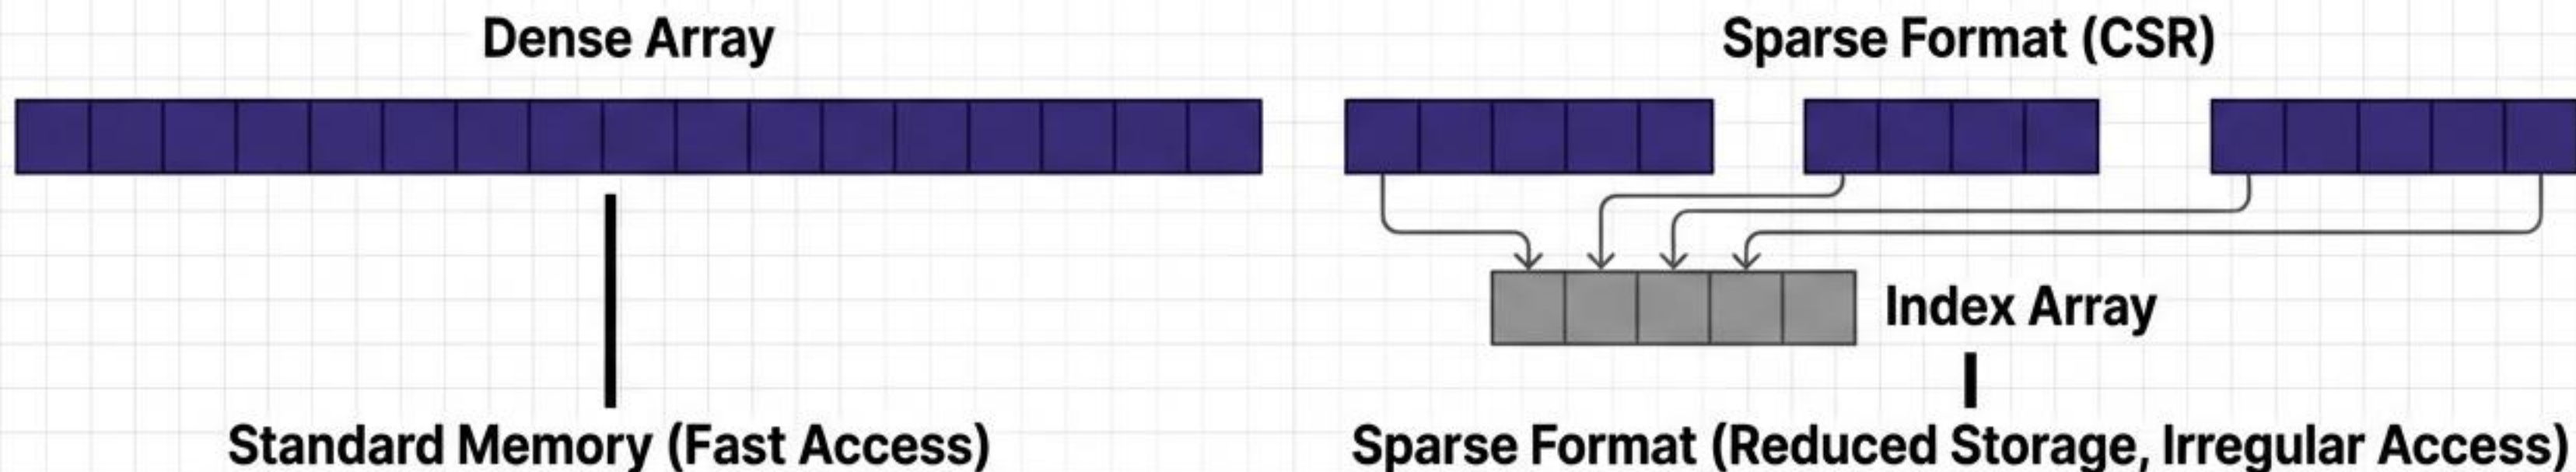 Dense Array
Sparse Format (CSR)
Index Array
Standard Memory (Fast Access)
Sparse Format (Reduced Storage, Irregular Access)